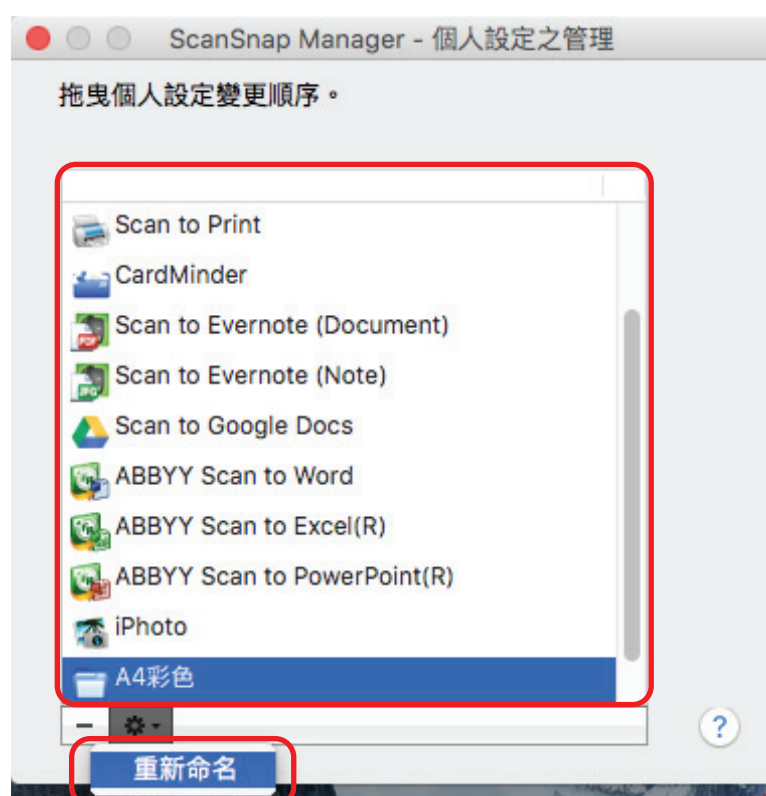 ScanSnap Manager - 個人設定之管理
拖曳個人設定變更順序。
Scan to Print
CardMinder
Scan to Evernote (Document)
Scan to Evernote (Note)
Scan to Google Docs
ABBYY Scan to Word
ABBYY Scan to Excel(R)
ABBYY Scan to PowerPoint(R)
iPhoto
A4彩色
?
重新命名